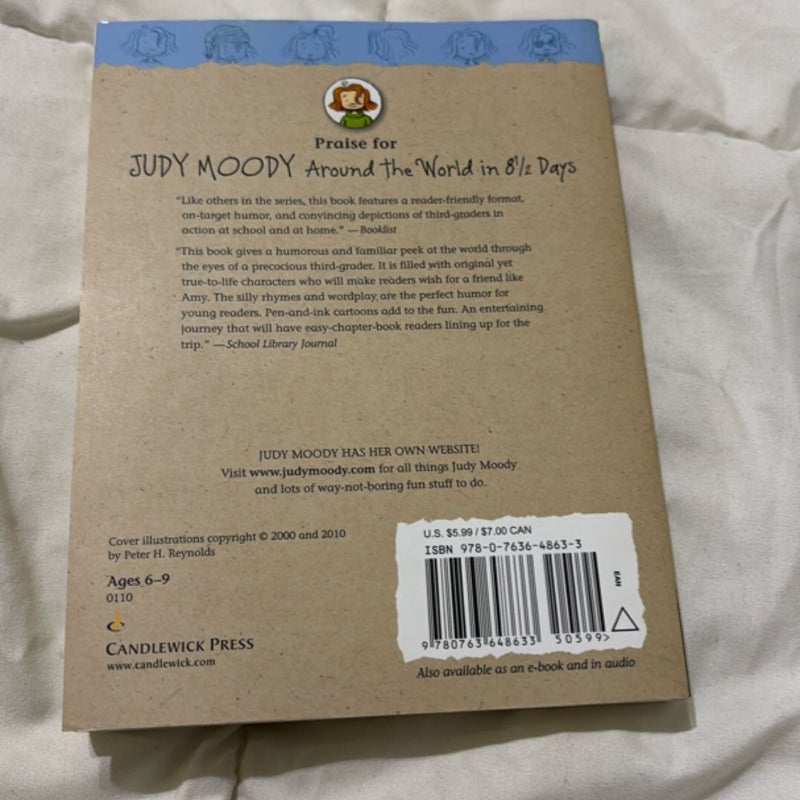 Praise for
JUDY MOODY Around the World in 8½ Days
“Like others in the series, this book features a reader-friendly format,
on-target humor, and convincing depictions of third-graders in
action at school and at home.” —Booklist
“This book gives a humorous and familiar peek at the world through
the eyes of a precocious third-grader. It is filled with original yet
true-to-life characters who will make readers wish for a friend like
Amy. The silly rhymes and wordplay are the perfect humor for
young readers. Pen-and-ink cartoons add to the fun. An entertaining
journey that will have easy-chapter-book readers lining up for the
trip.” —School Library Journal
JUDY MOODY HAS HER OWN WEBSITE!
Visit www.judymoody.com for all things Judy Moody
and lots of way-not-boring fun stuff to do.
Cover illustrations copyright © 2000 and 2010
by Peter H. Reynolds
Ages 6–9
0110
CANDLEWICK PRESS
www.candlewick.com
U.S. $5.99 / $7.00 CAN
ISBN 978-0-7636-4863-3
EAN
9 780763 648633 50599>
Also available as an e-book and in audio